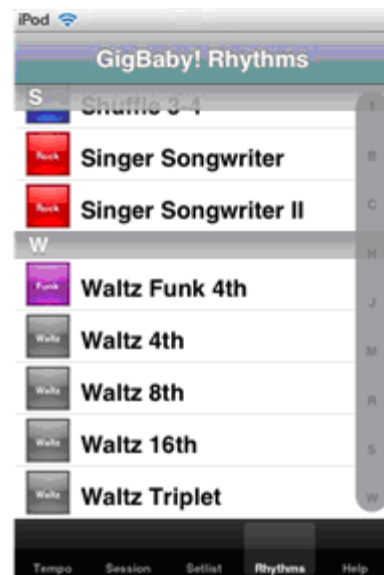 iPod
GigBaby! Rhythms
S
Shuffle 3-4
Rock
Singer Songwriter
Rock
Singer Songwriter II
W
Funk
Waltz Funk 4th
Waltz
Waltz 4th
Waltz
Waltz 8th
Waltz
Waltz 16th
Waltz
Waltz Triplet
B
C
H
J
M
R
S
W
Tempo Session Setlist Rhythms Help